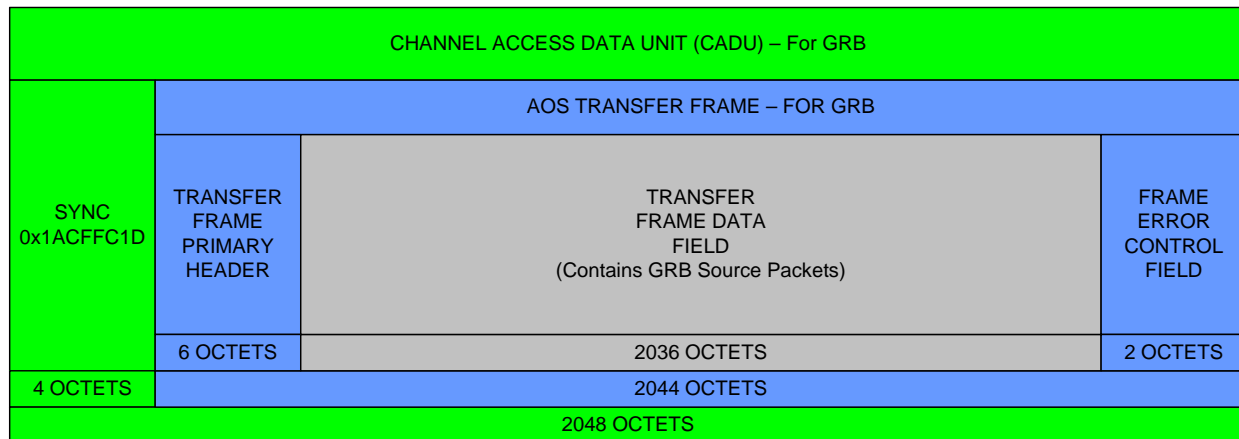 CHANNEL ACCESS DATA UNIT (CADU) – For GRB
AOS TRANSFER FRAME – FOR GRB
SYNC
0x1ACFFC1D
TRANSFER
FRAME
PRIMARY
HEADER
TRANSFER
FRAME DATA
FIELD
(Contains GRB Source Packets)
FRAME
ERROR
CONTROL
FIELD
6 OCTETS
2036 OCTETS
2 OCTETS
4 OCTETS
2044 OCTETS
2048 OCTETS